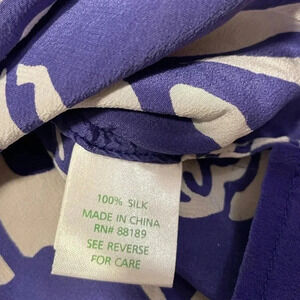 100% SILK
MADE IN CHINA
RN# 88189
SEE REVERSE
FOR CARE